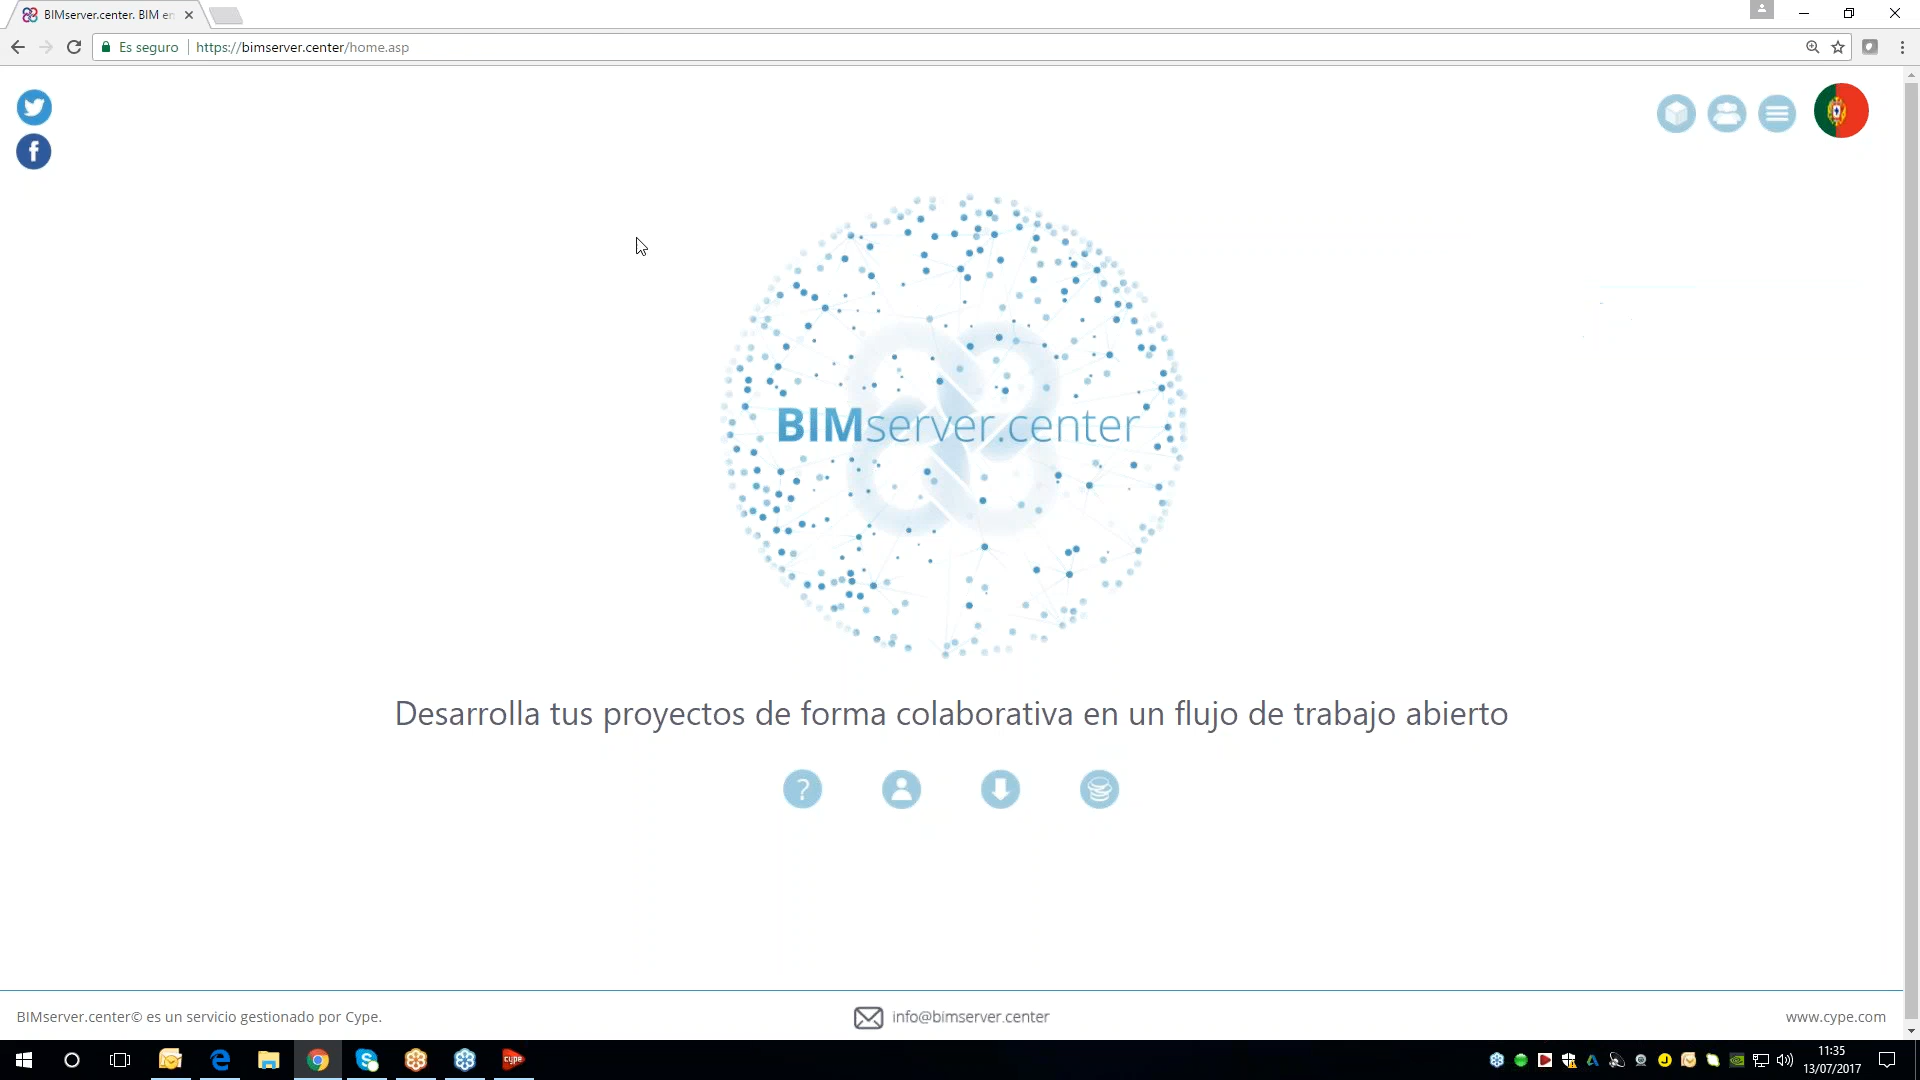 BIMserver.center. BIM en
Es seguro
https://bimserver.center/home.asp
BIMserver.center
Desarrolla tus proyectos de forma colaborativa en un flujo de trabajo abierto
?
BIMserver.center© es un servicio gestionado por Cype.
info@bimserver.center
www.cype.com
cype
11:35
13/07/2017